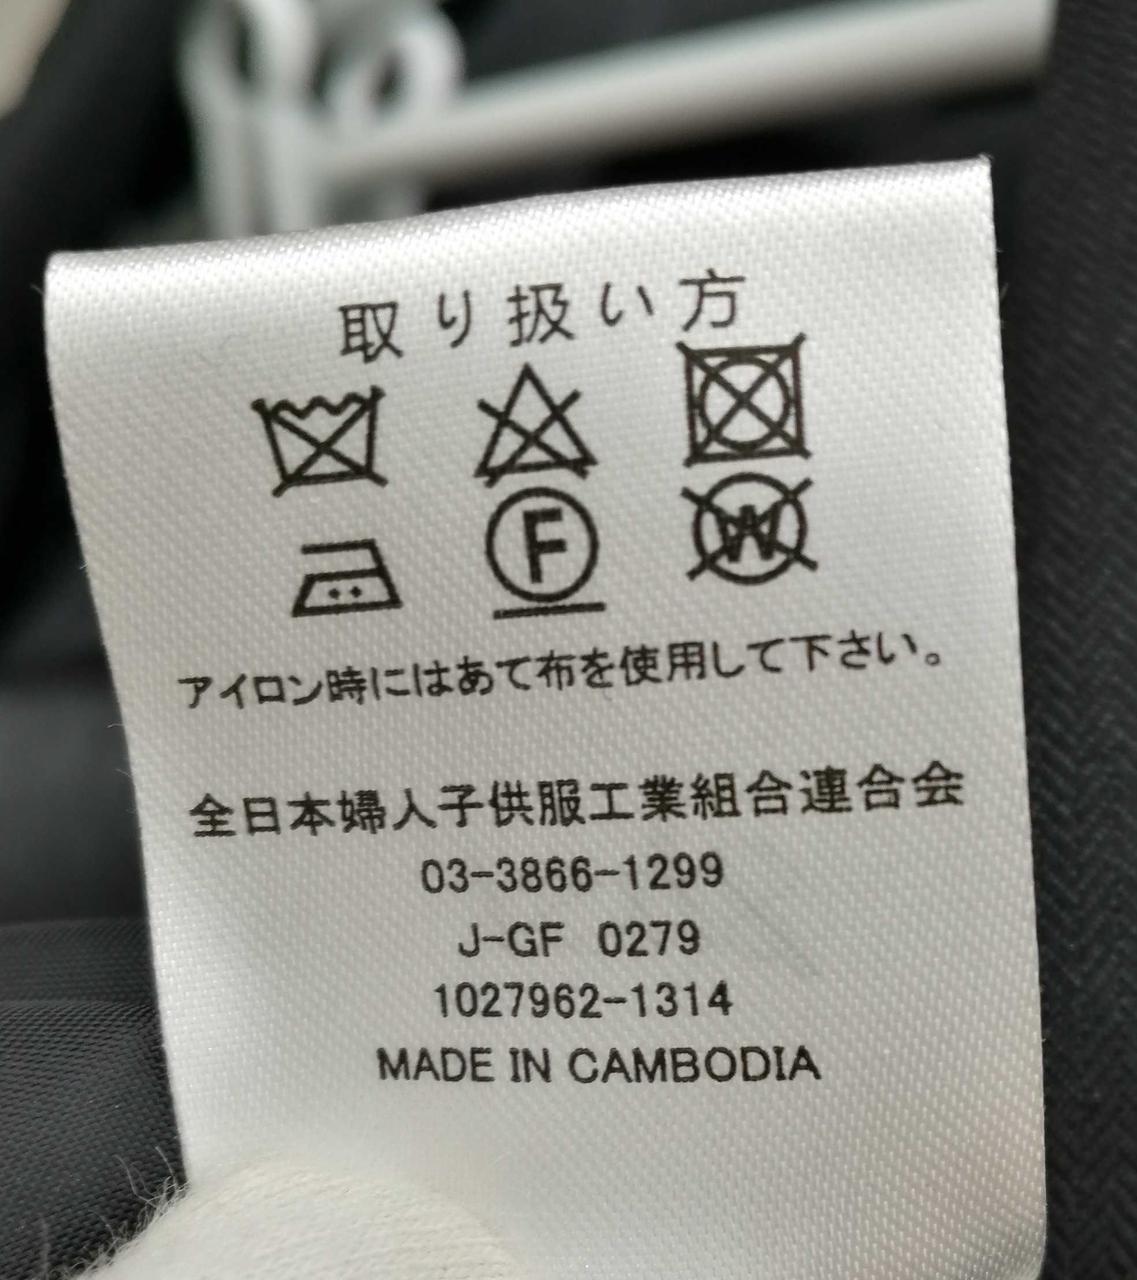 取り扱い方
F W
アイロン時にはあて布を使用して下さい。
全日本婦人子供服工業組合連合会
03-3866-1299
J-GF 0279
1027962-1314
MADE IN CAMBODIA